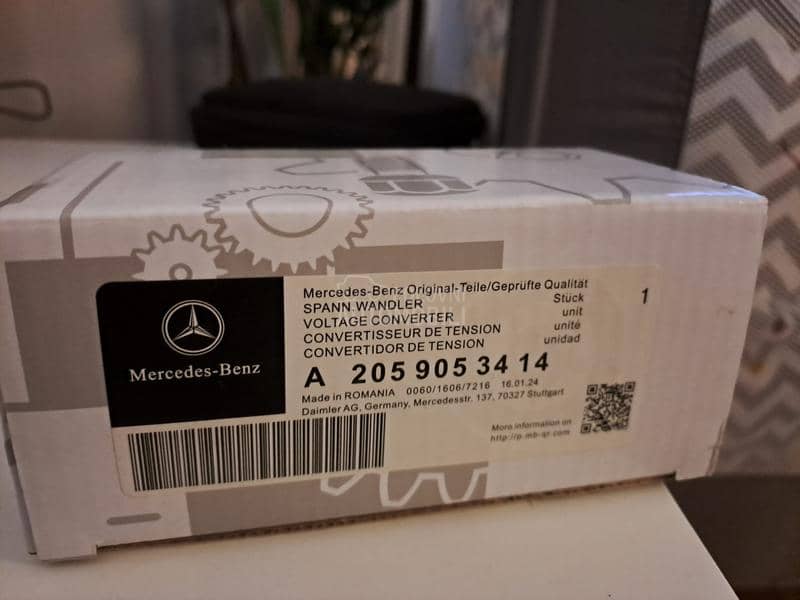 Mercedes-Benz
Mercedes-Benz Original-Teile/Geprüfte Qualität
SPANN.WANDLER
Stück
1
VOLTAGE CONVERTER
unit
CONVERTISSEUR DE TENSION
unité
CONVERTIDOR DE TENSION
unidad
A 205 905 34 14
Made in ROMANIA 0060/1606/7216 16.01.24
Daimler AG, Germany, Mercedesstr. 137, 70327 Stuttgart
More information on
http://p.mb-qr.com